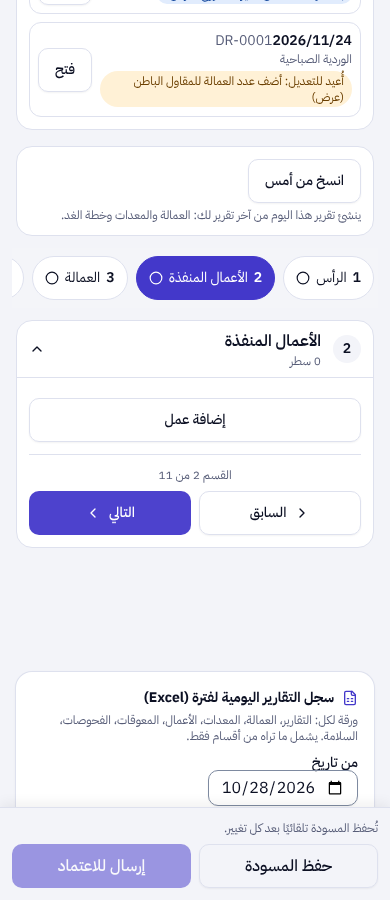 DR-0001 2026/11/24
الوردية الصباحية
أُعيد للتعديل: أضف عدد العمالة للمقاول الباطن
(عرض)
فتح
انسخ من أمس
ينشئ تقرير هذا اليوم من آخر تقرير لك: العمالة والمعدات وخطة الغد.
1 الرأس
2 الأعمال المنفذة
3 العمالة
2 الأعمال المنفذة
0 سطر
إضافة عمل
القسم 2 من 11
السابق
التالي
سجل التقارير اليومية لفترة (Excel)
ورقة لكل: التقارير، العمالة، المعدات، الأعمال، المعوقات، الفحوصات،
السلامة. يشمل ما تراه من أقسام فقط.
من تاريخ
10/28/2026
تُحفظ المسودة تلقائيًا بعد كل تغيير.
حفظ المسودة
إرسال للاعتماد